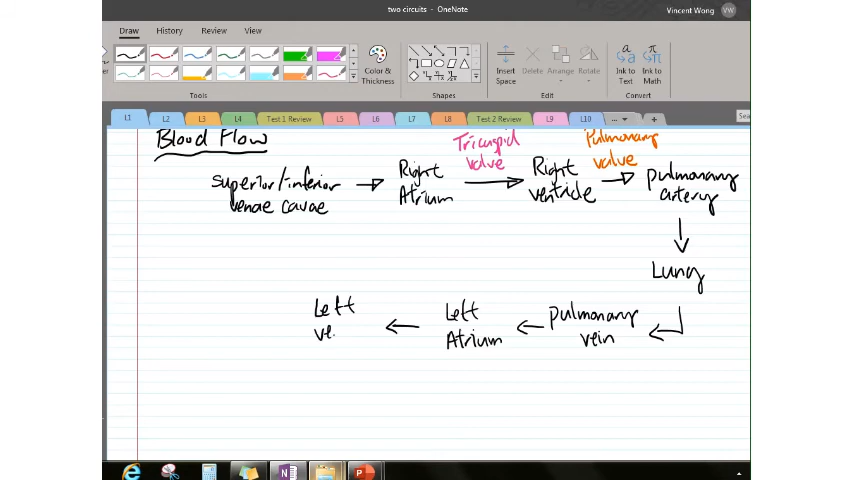 two circuits - OneNote
Vincent Wong VW
Draw History Review View
Color & Thickness
Insert Space
Delete Arrange Rotate
Ink to Text
Ink to Math
Tools Shapes Edit Convert
L1 L2 L3 L4 Test 1 Review L5 L6 L7 L8 Test 2 Review L9 L10 ... +
Sea
Blood Flow
Tricuspid valve
Pulmonary valve
superior/inferior venae cavae
Right Atrium
Right ventricle
pulmonary artery
Lung
pulmonary vein
Left Atrium
Left ve